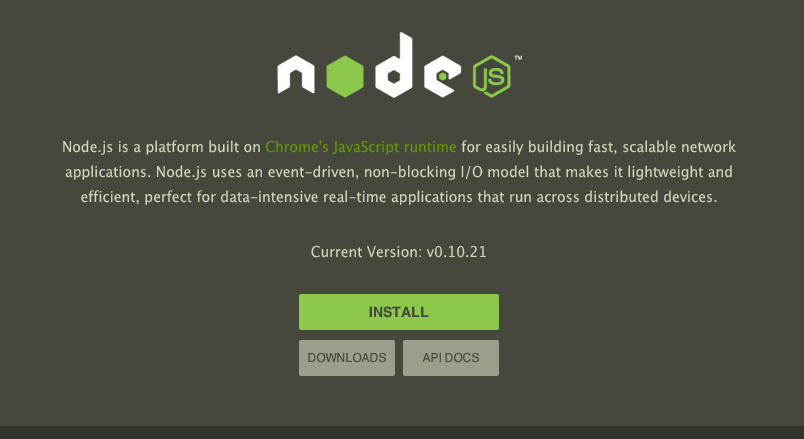 node JS ™
Node.js is a platform built on Chrome's JavaScript runtime for easily building fast, scalable network
applications. Node.js uses an event-driven, non-blocking I/O model that makes it lightweight and
efficient, perfect for data-intensive real-time applications that run across distributed devices.
Current Version: v0.10.21
INSTALL
DOWNLOADS API DOCS